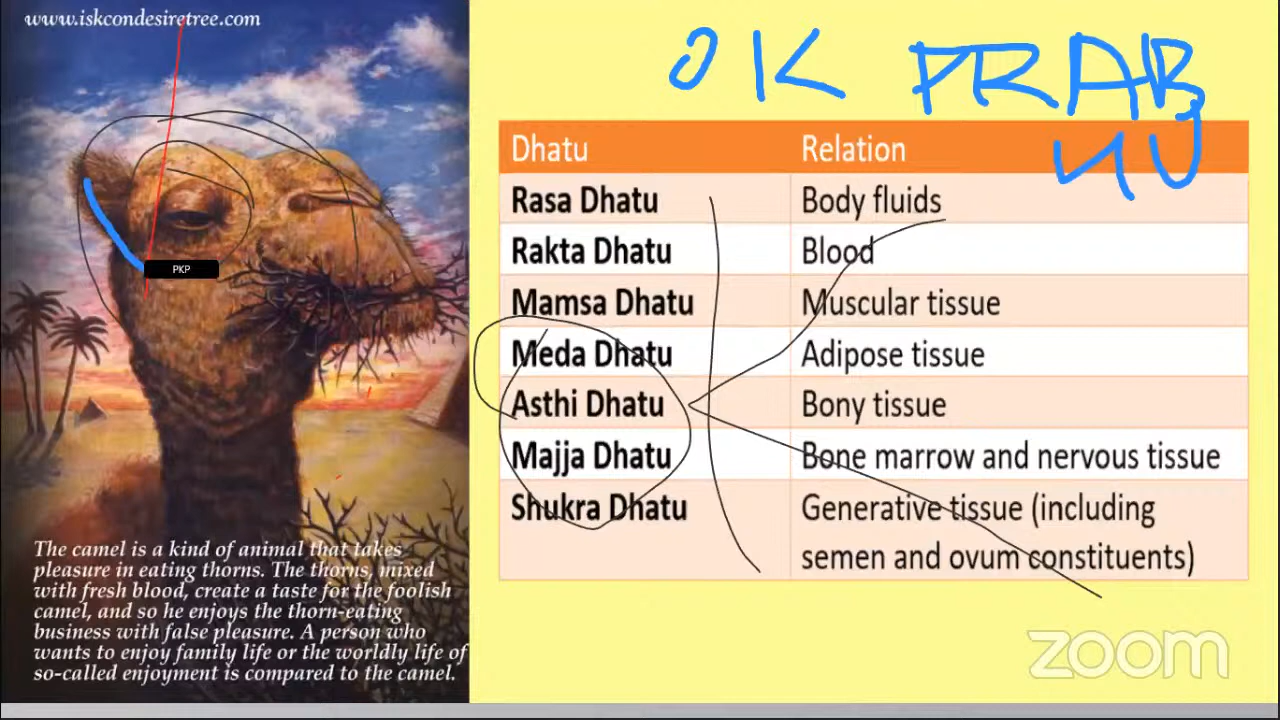 www.iskcondesiretree.com
OK PRAB
HU
Dhatu Relation
Rasa Dhatu Body fluids
Rakta Dhatu Blood
Mamsa Dhatu Muscular tissue
Meda Dhatu Adipose tissue
Asthi Dhatu Bony tissue
Majja Dhatu Bone marrow and nervous tissue
Shukra Dhatu Generative tissue (including
semen and ovum constituents)
PKP
The camel is a kind of animal that takes
pleasure in eating thorns. The thorns, mixed
with fresh blood, create a taste for the foolish
camel, and so he enjoys the thorn-eating
business with false pleasure. A person who
wants to enjoy family life or the worldly life of
so-called enjoyment is compared to the camel.
zoom